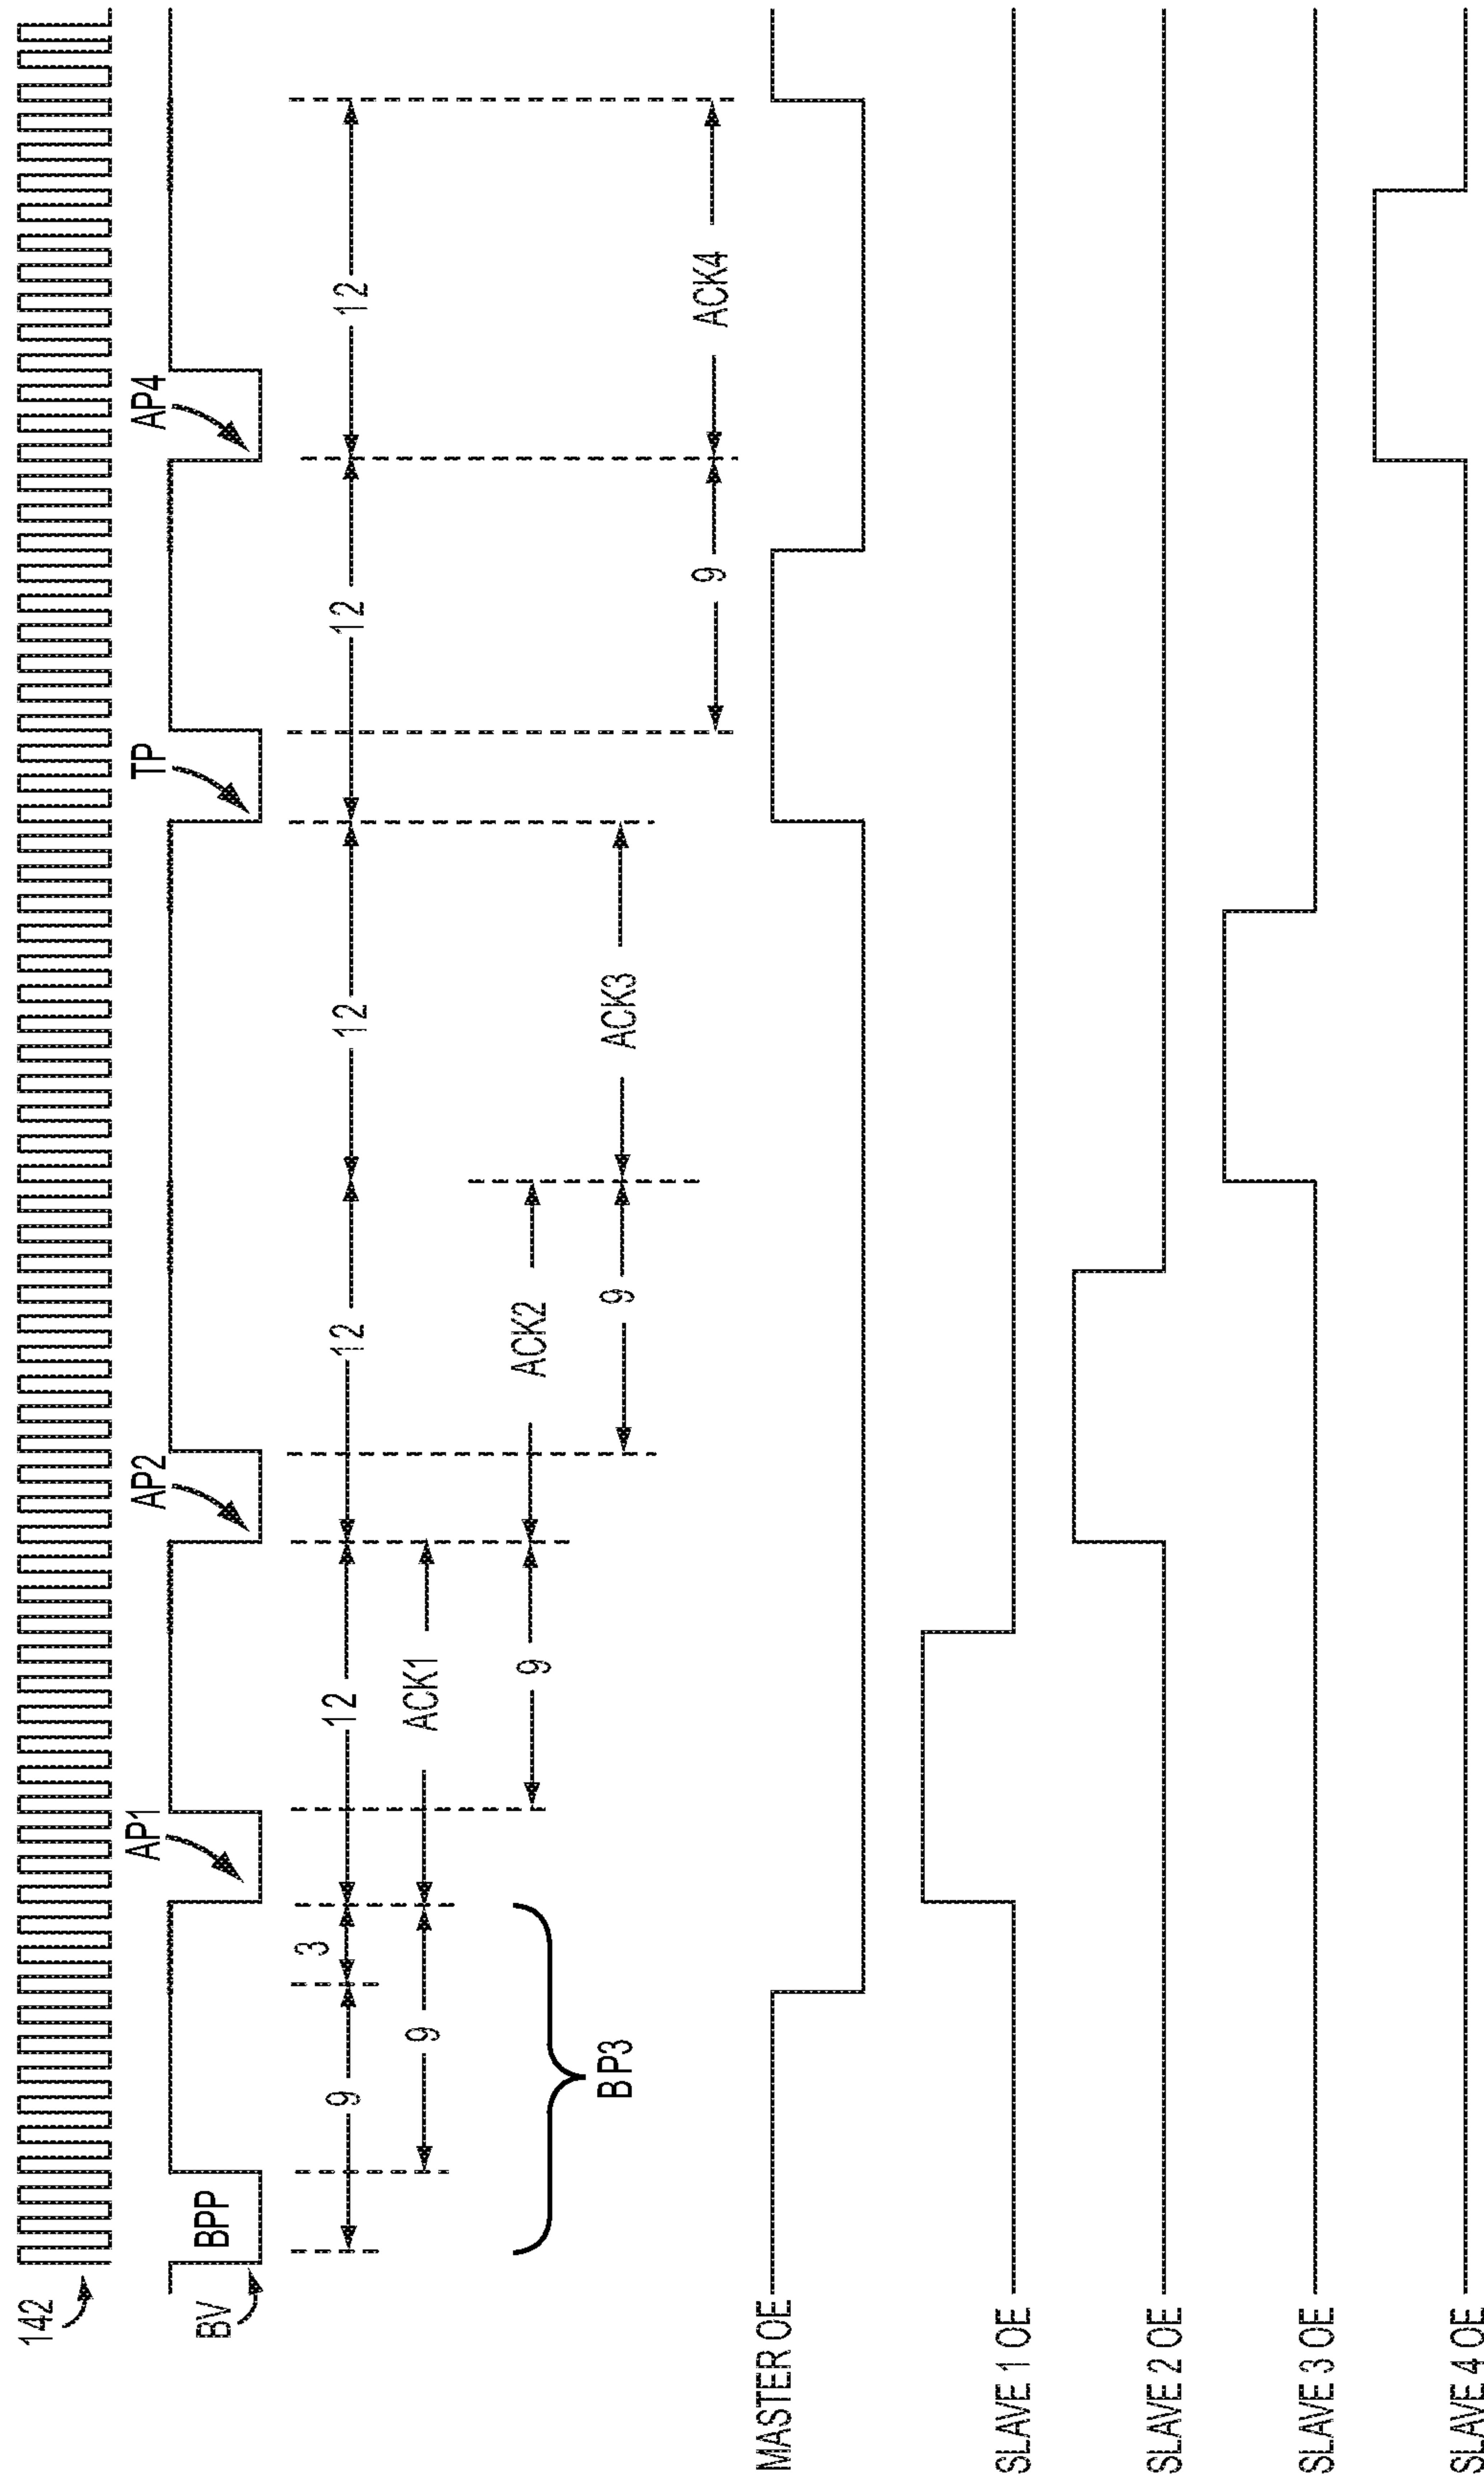 142
BV
BPP
AP1
AP2
TP
AP4
9
3
12
12
12
12
12
9
ACK1
9
ACK2
9
ACK3
9
ACK4
BP3
MASTER OE
SLAVE 1 OE
SLAVE 2 OE
SLAVE 3 OE
SLAVE 4 OE